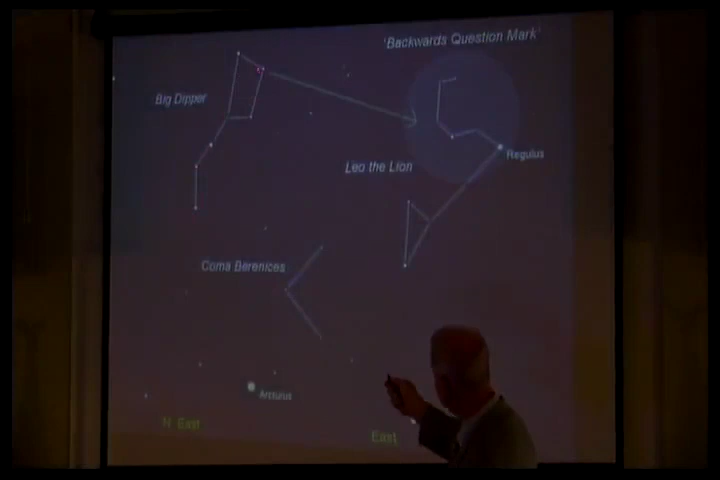 'Backwards Question Mark'
Big Dipper
Regulus
Leo the Lion
Coma Berenices
Arcturus
N East
East